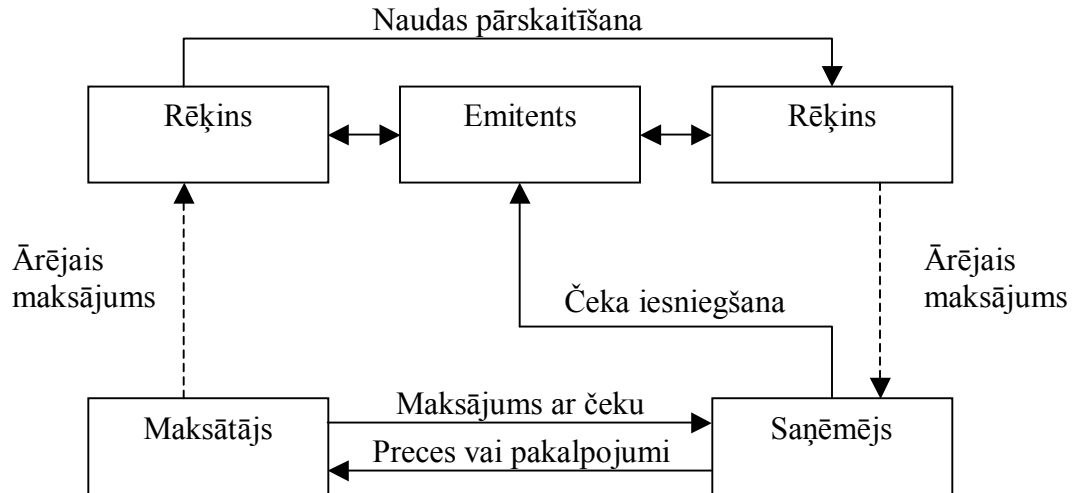 Naudas pārskaitīšana
Rēķins
Emitents
Rēķins
Ārējais
maksājums
Ārējais
maksājums
Čeka iesniegšana
Maksātājs
Maksājums ar čeku
Saņēmējs
Preces vai pakalpojumi